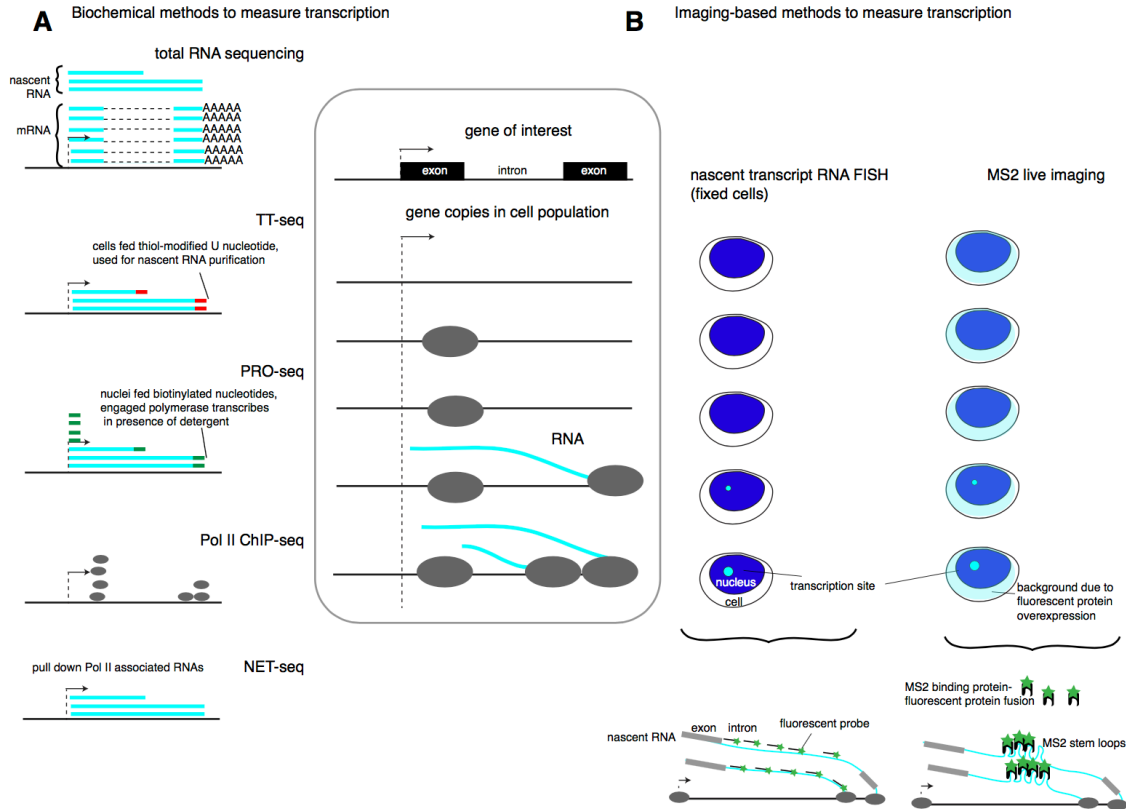 A
Biochemical methods to measure transcription
total RNA sequencing
nascent
RNA
mRNA
AAAAA
AAAAA
AAAAA
AAAAA
AAAAA
AAAAA
TT-seq
cells fed thiol-modified U nucleotide,
used for nascent RNA purification
PRO-seq
nuclei fed biotinylated nucleotides,
engaged polymerase transcribes
in presence of detergent
Pol II ChIP-seq
NET-seq
pull down Pol II associated RNAs
gene of interest
exon
intron
exon
gene copies in cell population
RNA
B
Imaging-based methods to measure transcription
nascent transcript RNA FISH
(fixed cells)
MS2 live imaging
nucleus
cell
transcription site
background due to
fluorescent protein
overexpression
nascent RNA
exon
intron
fluorescent probe
MS2 binding protein-
fluorescent protein fusion
MS2 stem loops